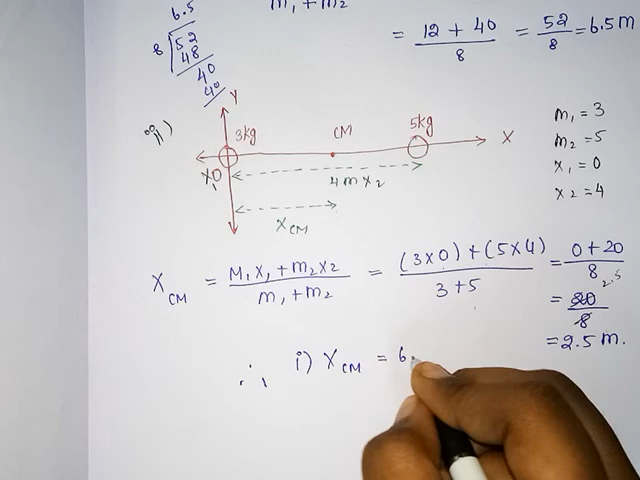 6.5
8 52
48
40
40
m₁ + m₂
= 12 + 40 / 8 = 52 / 8 = 6.5 m
ii)
Y
3kg CM 5kg X
X₁ O
4m X₂
X_CM
m₁ = 3
m₂ = 5
x₁ = 0
x₂ = 4
X_CM = M₁X₁ + m₂x₂ / m₁ + m₂ = (3×0) + (5×4) / 3+5 = 0 + 20 / 8
= 20 / 8 2.5
= 2.5 m.
∴ i) X_CM = 6.